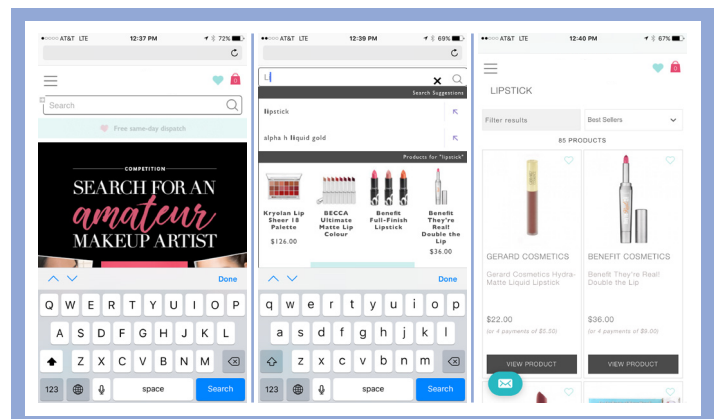 AT&T LTE 12:37 PM 72%
0
Search
Free same-day dispatch
COMPETITION
SEARCH FOR AN
amateur
MAKEUP ARTIST
Done
Q W E R T Y U I O P
A S D F G H J K L
Z X C V B N M
123 space Search
AT&T LTE 12:39 PM 69%
Li
Search Suggestions
lipstick
alpha h liquid gold
Products for "lipstick"
Kryolan Lip
Sheer 18
Palette
$126.00
BECCA
Ultimate
Matte Lip
Colour
Benefit
Full-Finish
Lipstick
Benefit
They're
Real!
Double the
Lip
$36.00
Done
q w e r t y u i o p
a s d f g h j k l
z x c v b n m
123 space Search
AT&T LTE 12:40 PM 67%
0
LIPSTICK
Filter results
Best Sellers
85 PRODUCTS
GERARD COSMETICS
Gerard Cosmetics Hydra-
Matte Liquid Lipstick
$22.00
(or 4 payments of $5.50)
VIEW PRODUCT
BENEFIT COSMETICS
Benefit They're Real!
Double the Lip
$36.00
(or 4 payments of $9.00)
VIEW PRODUCT